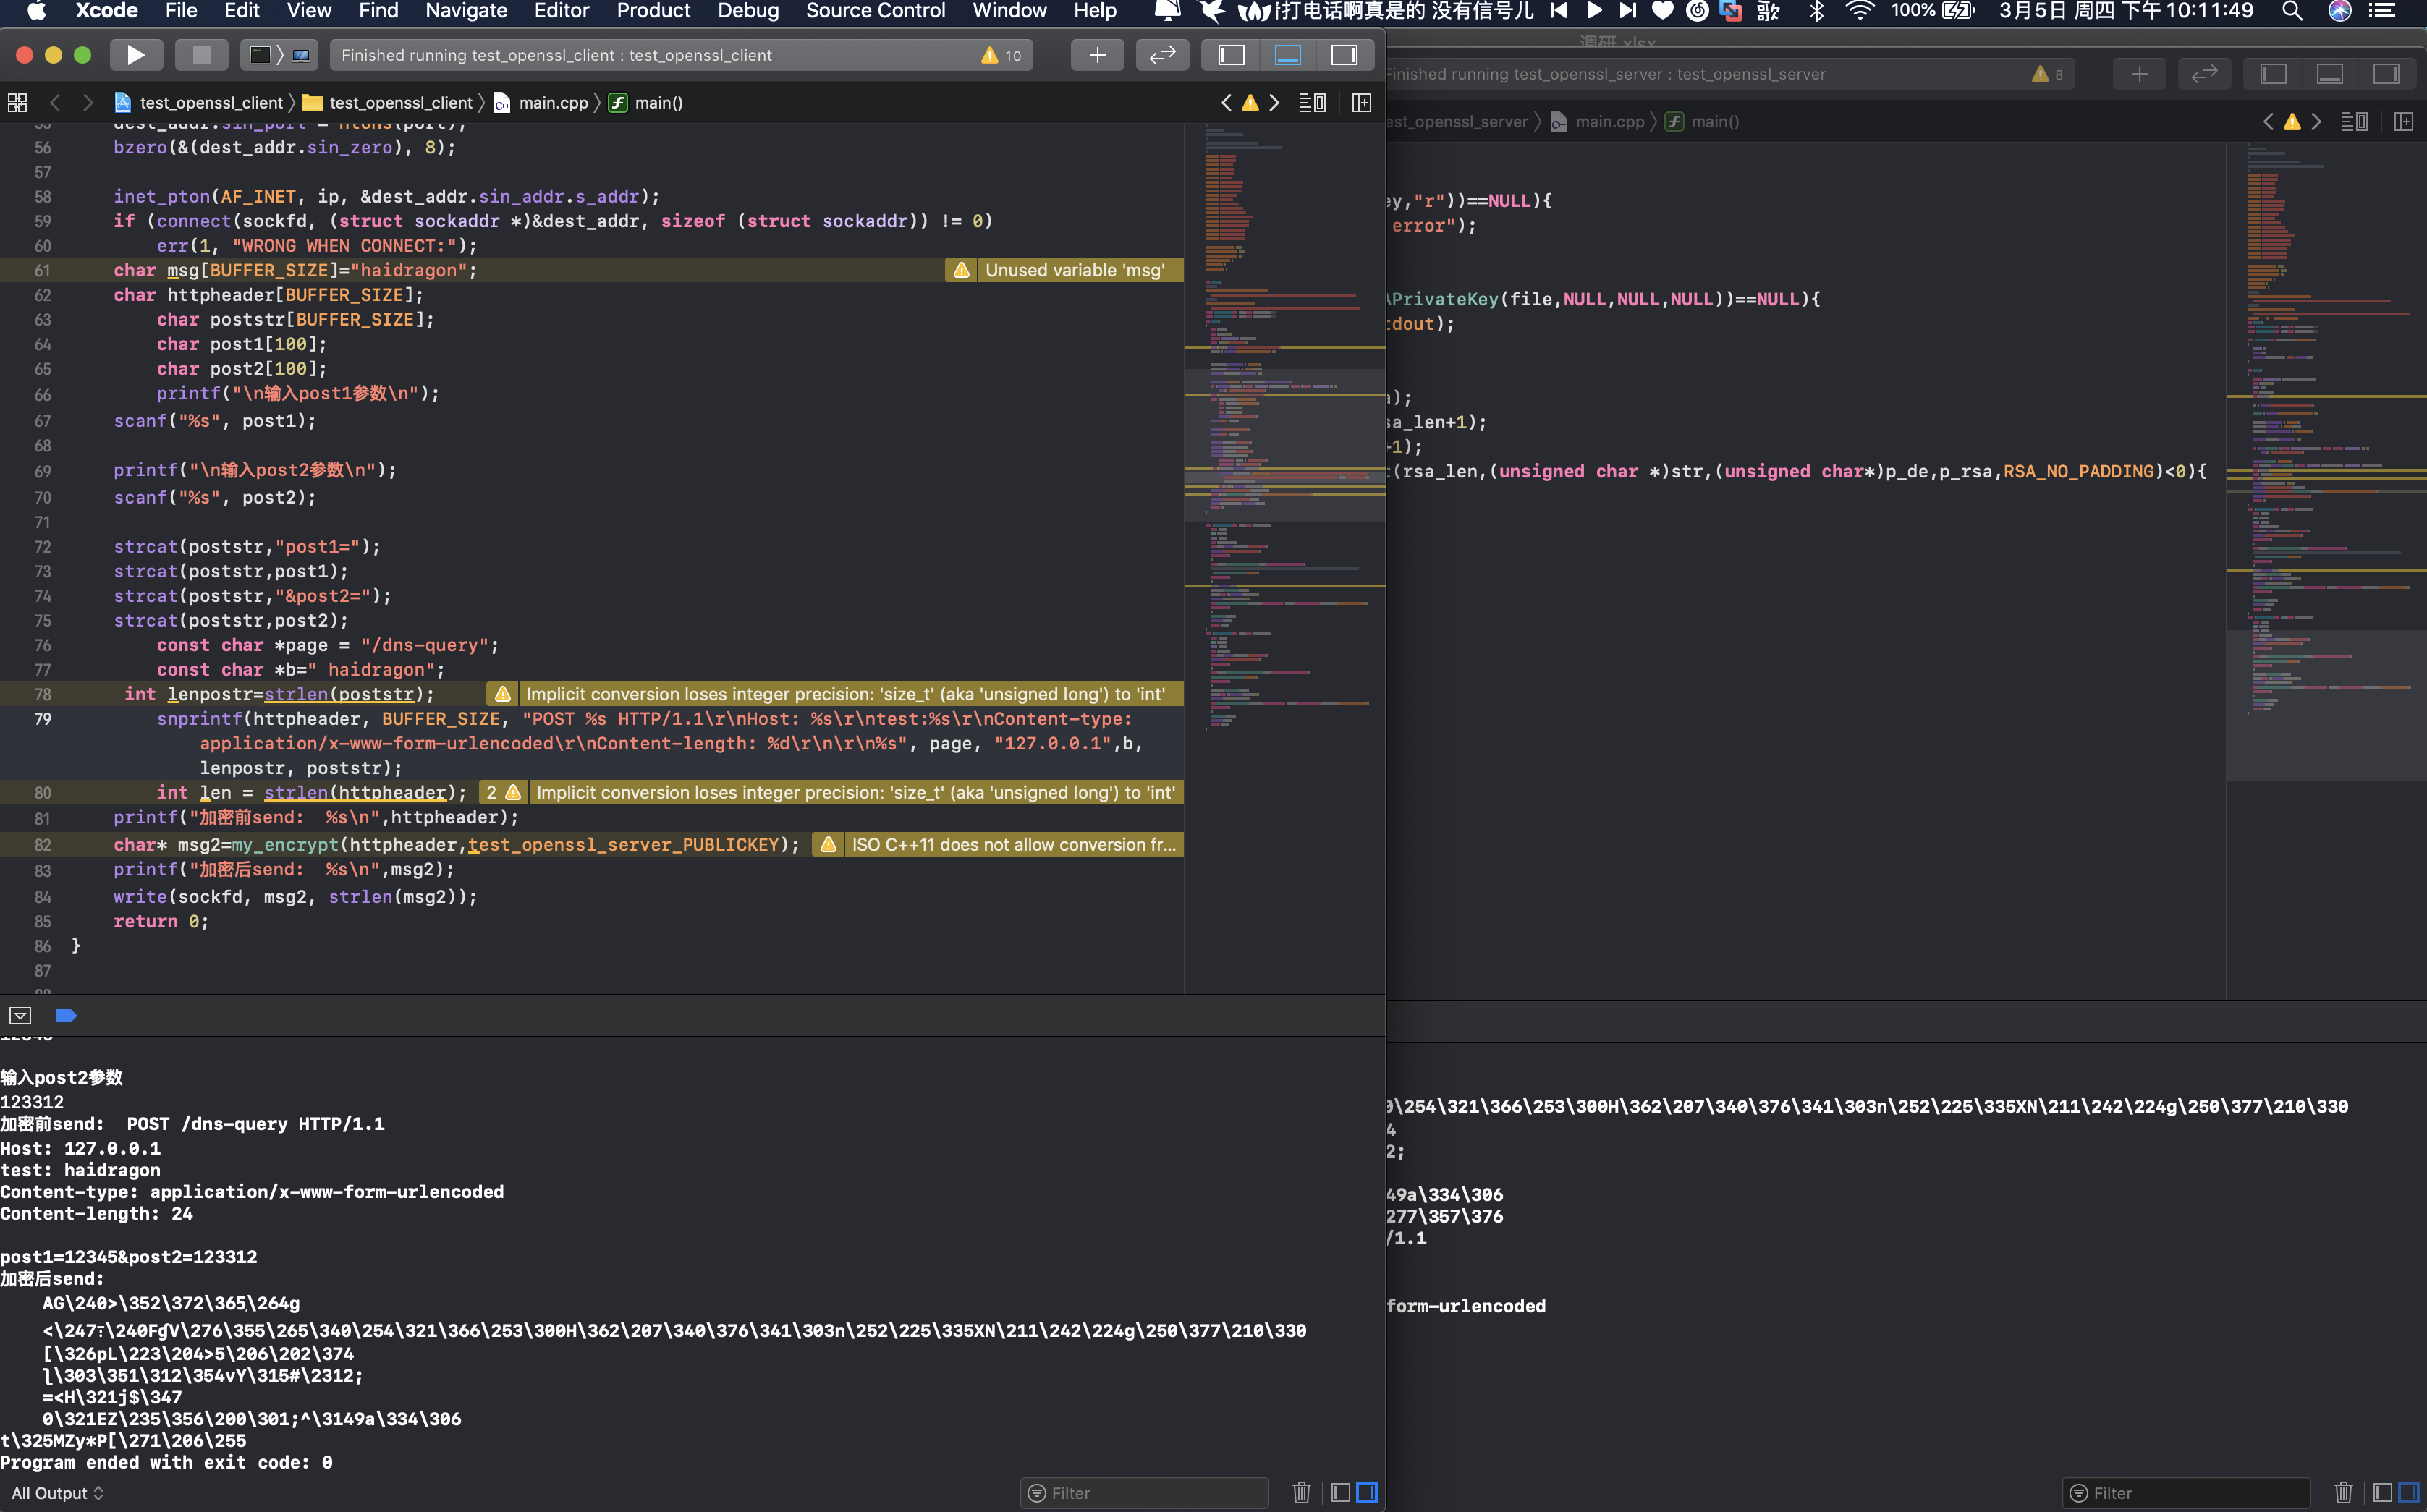 Xcode File Edit View Find Navigate Editor Product Debug Source Control Window Help
打电话啊真是的 没有信号儿
100%
3月5日 周四 下午10:11:49
调研.xlsx
Finished running test_openssl_client : test_openssl_client
10
test_openssl_client
test_openssl_client
main.cpp
main()
55 dest_addr.sin_port = htons(port);
56 bzero(&(dest_addr.sin_zero), 8);
57
58 inet_pton(AF_INET, ip, &dest_addr.sin_addr.s_addr);
59 if (connect(sockfd, (struct sockaddr *)&dest_addr, sizeof (struct sockaddr)) != 0)
60 err(1, "WRONG WHEN CONNECT:");
61 char msg[BUFFER_SIZE]="haidragon"; Unused variable 'msg'
62 char httpheader[BUFFER_SIZE];
63 char poststr[BUFFER_SIZE];
64 char post1[100];
65 char post2[100];
66 printf("\n输入post1参数\n");
67 scanf("%s", post1);
68
69 printf("\n输入post2参数\n");
70 scanf("%s", post2);
71
72 strcat(poststr,"post1=");
73 strcat(poststr,post1);
74 strcat(poststr,"&post2=");
75 strcat(poststr,post2);
76 const char *page = "/dns-query";
77 const char *b=" haidragon";
78 int lenpostr=strlen(poststr); Implicit conversion loses integer precision: 'size_t' (aka 'unsigned long') to 'int'
79 snprintf(httpheader, BUFFER_SIZE, "POST %s HTTP/1.1\r\nHost: %s\r\ntest:%s\r\nContent-type:
application/x-www-form-urlencoded\r\nContent-length: %d\r\n\r\n%s", page, "127.0.0.1",b,
lenpostr, poststr);
80 int len = strlen(httpheader); 2 Implicit conversion loses integer precision: 'size_t' (aka 'unsigned long') to 'int'
81 printf("加密前send:  %s\n",httpheader);
82 char* msg2=my_encrypt(httpheader,test_openssl_server_PUBLICKEY); ISO C++11 does not allow conversion fr...
83 printf("加密后send:  %s\n",msg2);
84 write(sockfd, msg2, strlen(msg2));
85 return 0;
86 }
87
88
12345
输入post2参数
123312
加密前send:  POST /dns-query HTTP/1.1
Host: 127.0.0.1
test: haidragon
Content-type: application/x-www-form-urlencoded
Content-length: 24
post1=12345&post2=123312
加密后send:
AG\240>\352\372\365\264g
\240F \276\355\265\340\254\321\366\253\300H\362\207\340\376\341\303n\252\225\335XN\211\242\224g\250\377\210\330
[\326pL\223\204>5\206\202\374
\303\351\312\354vY\315#\2312;
=<H\321j$\347
0\321EZ\235\356\200\301;^\3149a\334\306
t\325MZy*P[\271\206\255
Program ended with exit code: 0
All Output
Filter
Finished running test_openssl_server : test_openssl_server
8
est_openssl_server
main.cpp
main()
ey,"r"))==NULL){
error");
APrivateKey(file,NULL,NULL,NULL))==NULL){
tdout);
a);
sa_len+1);
+1);
t(rsa_len,(unsigned char *)str,(unsigned char*)p_de,p_rsa,RSA_NO_PADDING)<0){
0\254\321\366\253\300H\362\207\340\376\341\303n\252\225\335XN\211\242\224g\250\377\210\330
4
2;
49a\334\306
277\357\376
/1.1
form-urlencoded
Filter